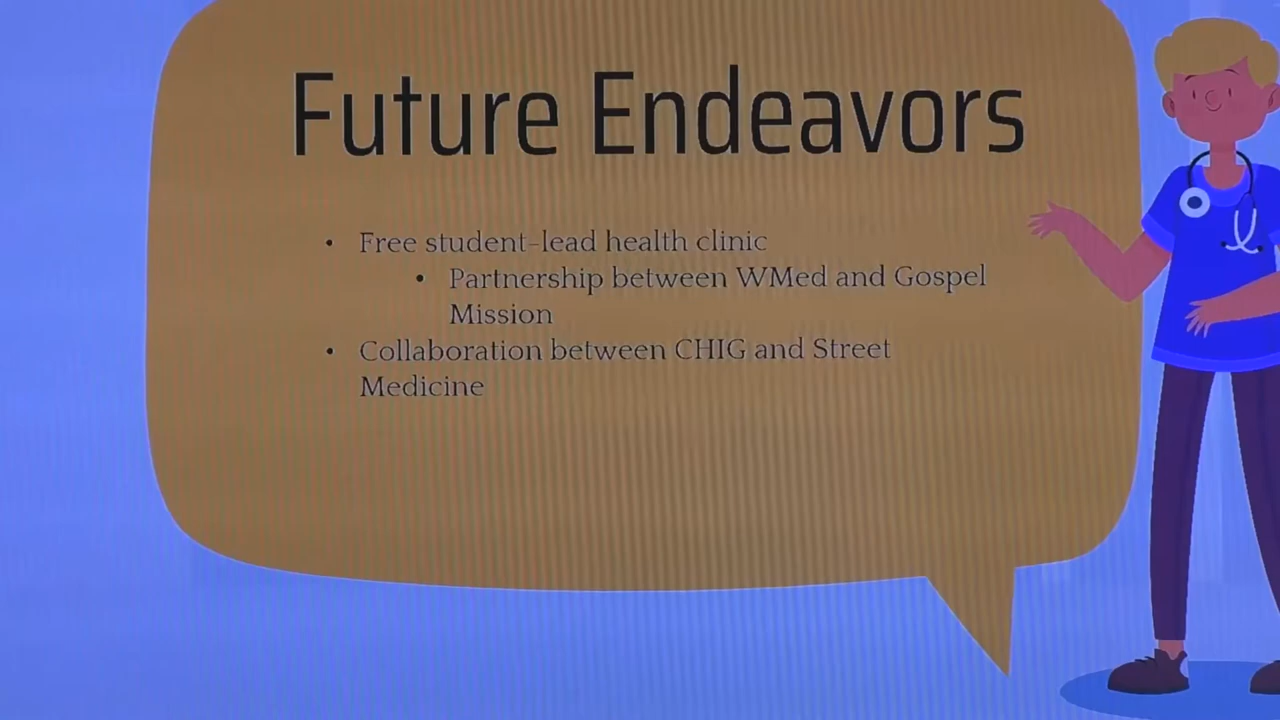 Future Endeavors
• Free student-lead health clinic
• Partnership between WMed and Gospel
Mission
• Collaboration between CHIG and Street
Medicine